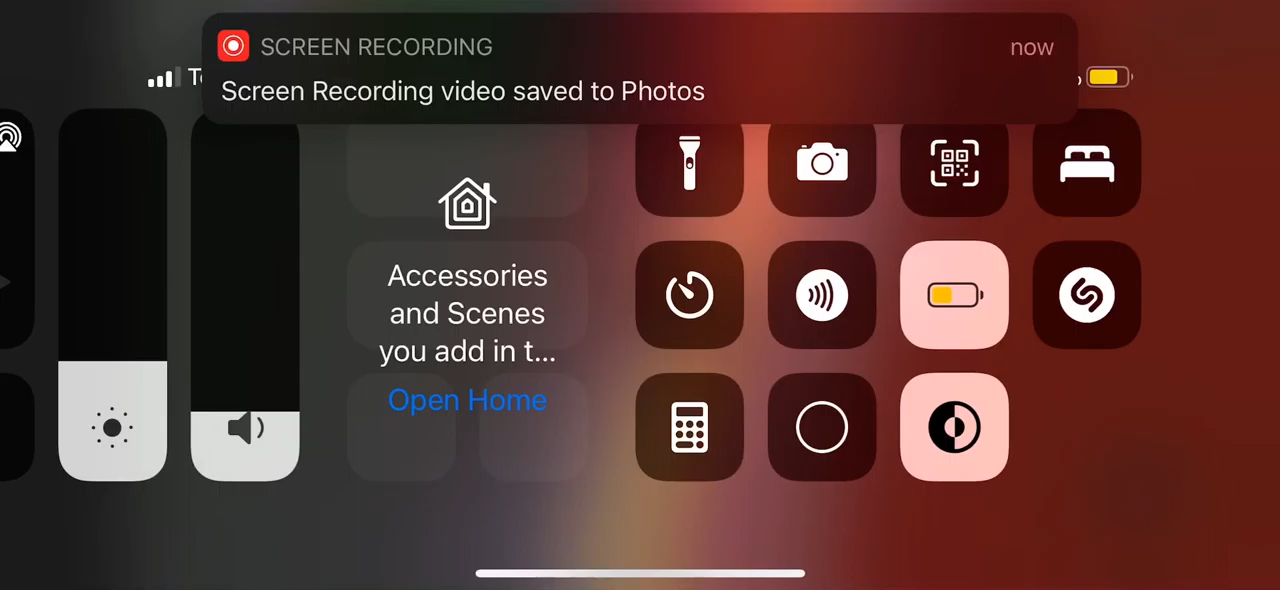 SCREEN RECORDING
now
Screen Recording video saved to Photos
Accessories
and Scenes
you add in t...
Open Home